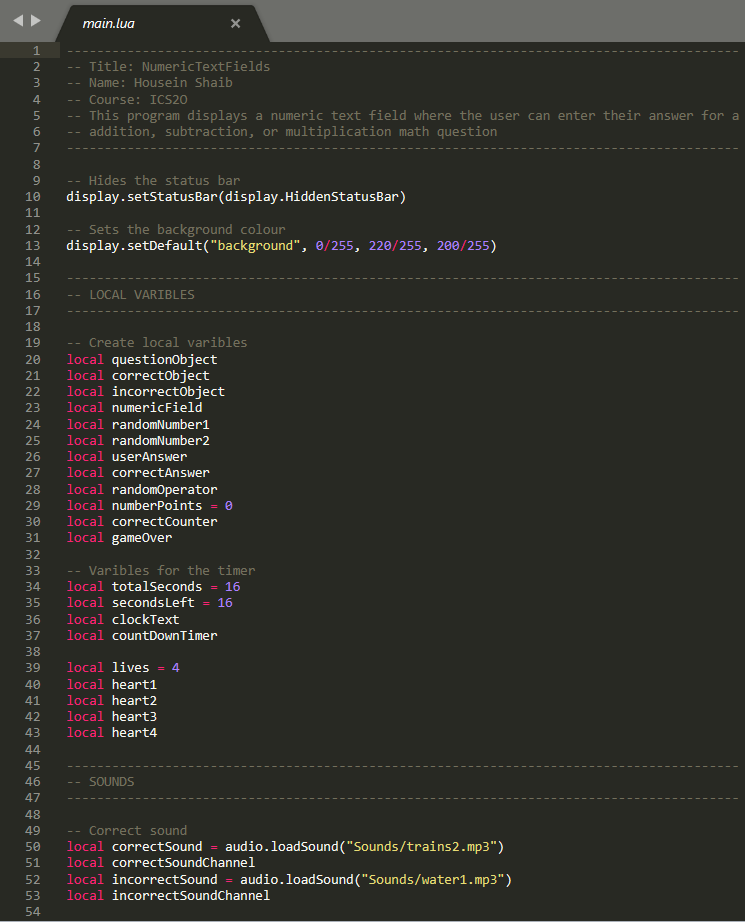 main.lua
1 ------------------------------------------------------------------------------------------
2 -- Title: NumericTextFields
3 -- Name: Housein Shaib
4 -- Course: ICS2O
5 -- This program displays a numeric text field where the user can enter their answer for a
6 -- addition, subtraction, or multiplication math question
7 ------------------------------------------------------------------------------------------
8
9 -- Hides the status bar
10 display.setStatusBar(display.HiddenStatusBar)
11
12 -- Sets the background colour
13 display.setDefault("background", 0/255, 220/255, 200/255)
14
15 ------------------------------------------------------------------------------------------
16 -- LOCAL VARIBLES
17 ------------------------------------------------------------------------------------------
18
19 -- Create local varibles
20 local questionObject
21 local correctObject
22 local incorrectObject
23 local numericField
24 local randomNumber1
25 local randomNumber2
26 local userAnswer
27 local correctAnswer
28 local randomOperator
29 local numberPoints = 0
30 local correctCounter
31 local gameOver
32
33 -- Varibles for the timer
34 local totalSeconds = 16
35 local secondsLeft = 16
36 local clockText
37 local countDownTimer
38
39 local lives = 4
40 local heart1
41 local heart2
42 local heart3
43 local heart4
44
45 ------------------------------------------------------------------------------------------
46 -- SOUNDS
47 ------------------------------------------------------------------------------------------
48
49 -- Correct sound
50 local correctSound = audio.loadSound("Sounds/trains2.mp3")
51 local correctSoundChannel
52 local incorrectSound = audio.loadSound("Sounds/water1.mp3")
53 local incorrectSoundChannel
54